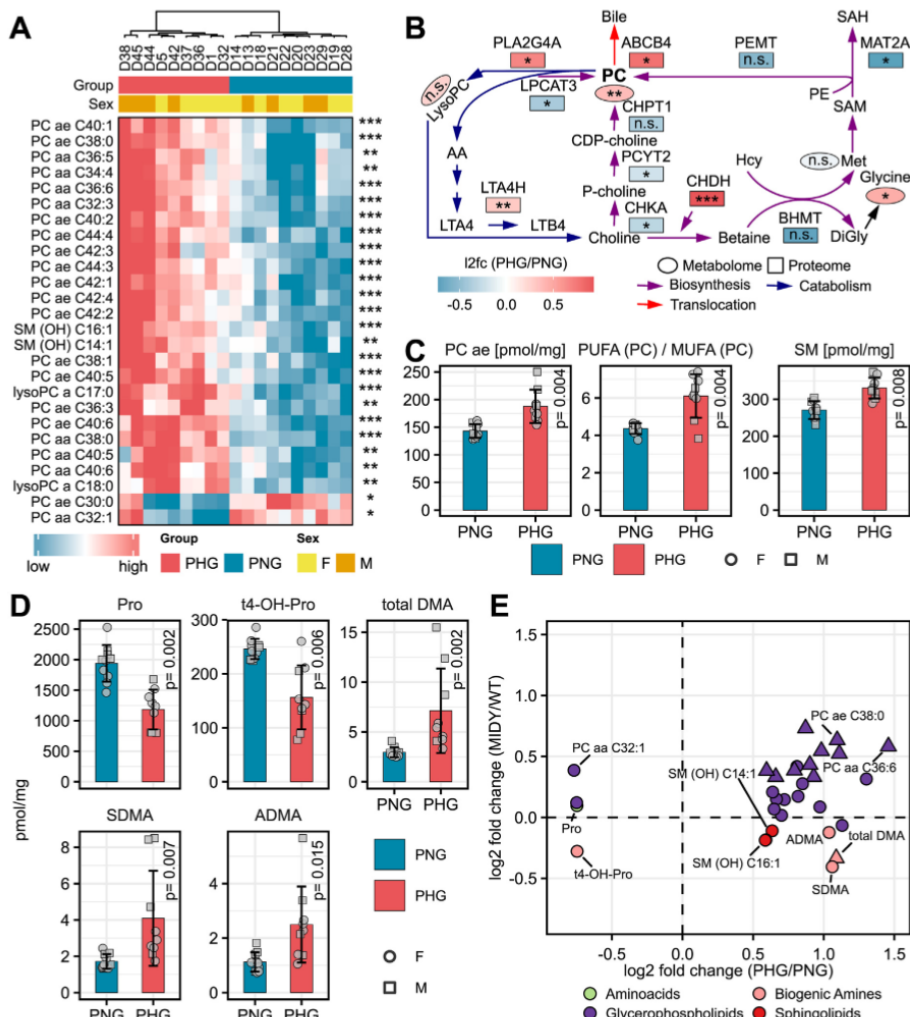 A
D38 D45 D44 D5 D42 D37 D36 D1 D32 D14 D13 D18 D21 D22 D20 D23 D29 D19 D28
Group
Sex
PC ae C40:1 ***
PC ae C38:0 ***
PC aa C36:5 **
PC aa C34:4 **
PC aa C36:6 ***
PC aa C32:3 ***
PC ae C40:2 ***
PC ae C44:4 ***
PC ae C42:3 ***
PC ae C44:3 ***
PC ae C42:1 ***
PC ae C42:4 ***
PC ae C42:2 ***
SM (OH) C16:1 ***
SM (OH) C14:1 **
PC ae C38:1 ***
PC ae C40:5 ***
lysoPC a C17:0 ***
PC ae C36:3 **
PC ae C40:6 ***
PC aa C38:0 ***
PC aa C40:5 **
PC aa C40:6 **
lysoPC a C18:0 **
PC ae C30:0 *
PC aa C32:1 *
low high
Group
PHG PNG
Sex
F M
B
Bile
SAH
PLA2G4A
*
ABCB4
*
PEMT
n.s.
MAT2A
*
n.s.
LysoPC
PC
**
LPCAT3
*
PE
SAM
CHPT1
n.s.
AA
CDP-choline
Hcy
n.s. Met
Glycine
*
PCYT2
*
LTA4H
**
P-choline
CHDH
***
CHKA
*
LTA4
LTB4
Choline
Betaine
BHMT
n.s.
DiGly
l2fc (PHG/PNG)
-0.5 0.0 0.5
Metabolome Proteome
Biosynthesis Catabolism
Translocation
C
PC ae [pmol/mg]
250
200
150
100
50
0
p= 0.004
PNG PHG
PUFA (PC) / MUFA (PC)
6
4
2
0
p= 0.004
PNG PHG
SM [pmol/mg]
300
200
100
0
p= 0.008
PNG PHG
PNG PHG F M
D
pmol/mg
Pro
2500
2000
1500
1000
500
0
p= 0.002
t4-OH-Pro
300
200
100
0
p= 0.006
total DMA
15
10
5
0
p= 0.002
PNG PHG
SDMA
8
6
4
2
0
p= 0.007
PNG PHG
ADMA
6
4
2
0
p= 0.015
PNG PHG
PNG
PHG
F
M
E
log2 fold change (MIDY/WT)
1.5
1.0
0.5
0.0
-0.5
PC aa C32:1
PC ae C38:0
PC aa C36:6
SM (OH) C14:1
Pro
t4-OH-Pro
SM (OH) C16:1
ADMA
total DMA
SDMA
-0.5 0.0 0.5 1.0 1.5
log2 fold change (PHG/PNG)
Aminoacids Biogenic Amines
Glycerophospholipids Sphingolipids